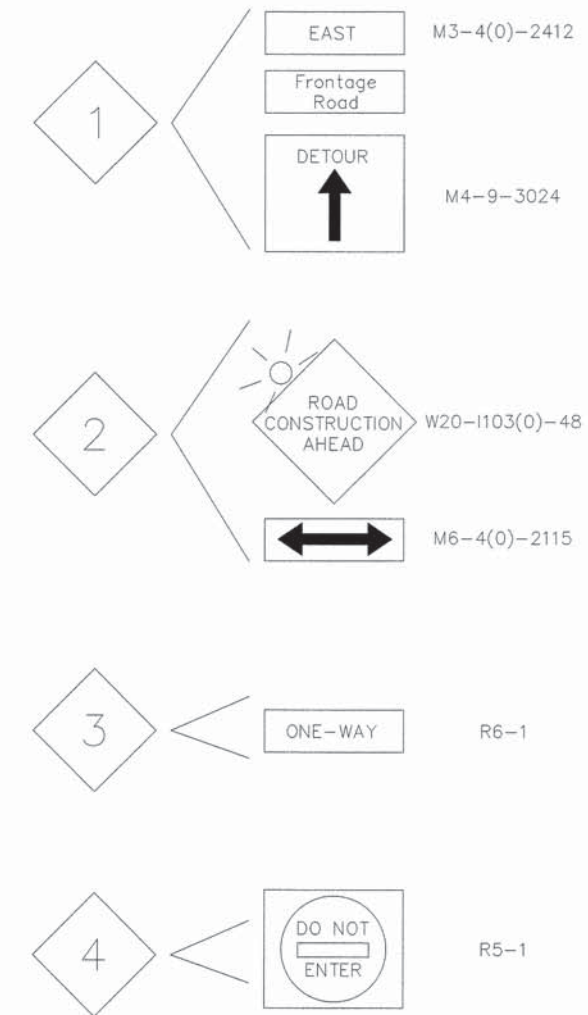 1
EAST
M3-4(0)-2412
Frontage
Road
DETOUR
M4-9-3024
2
ROAD
CONSTRUCTION
AHEAD
W20-I103(0)-48
M6-4(0)-2115
3
ONE-WAY
R6-1
4
DO NOT
ENTER
R5-1